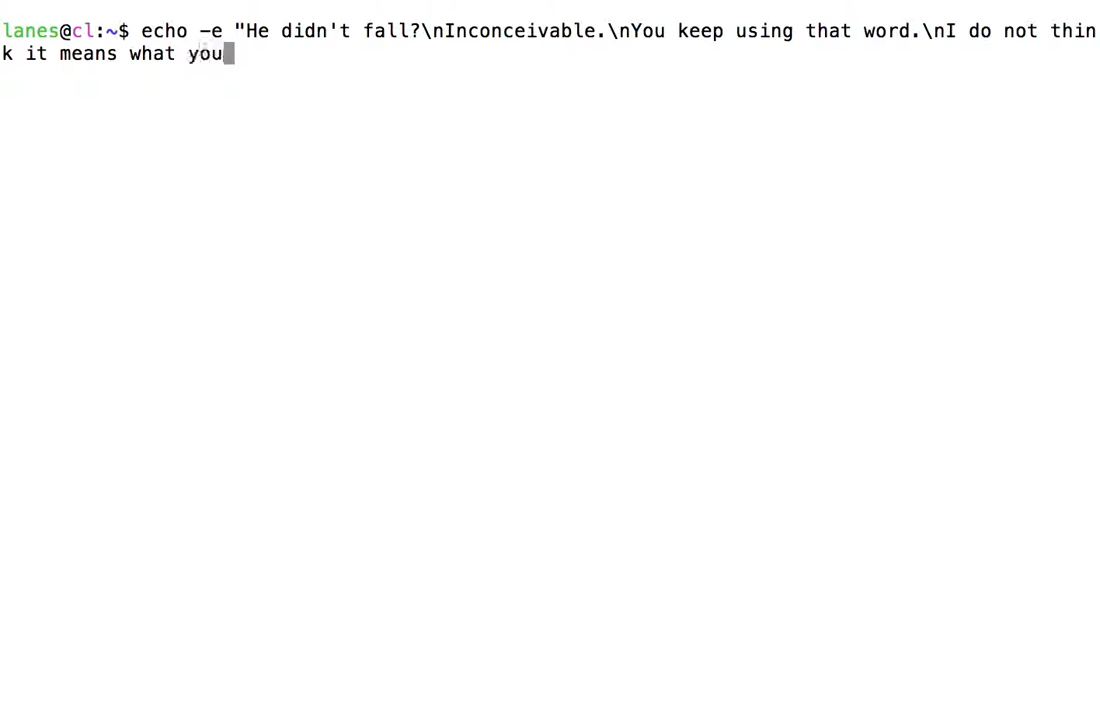 lanes@cl:~$ echo -e "He didn't fall?\nInconceivable.\nYou keep using that word.\nI do not thin
k it means what you